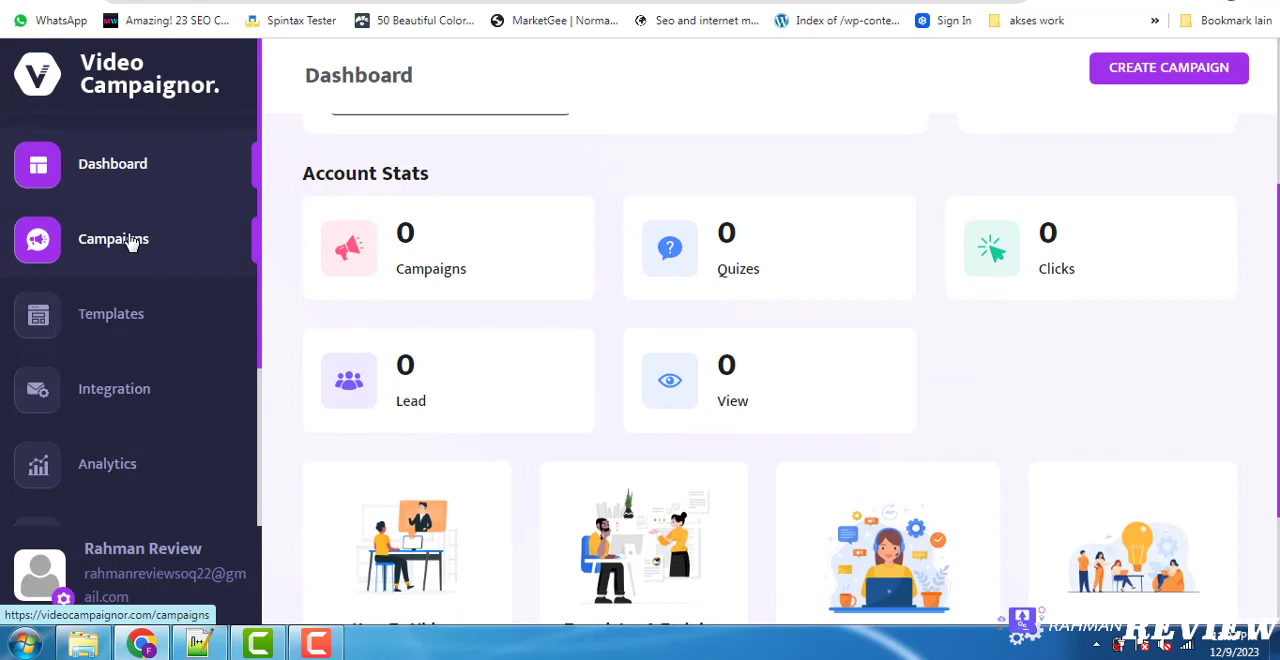 WhatsApp
Amazing! 23 SEO C...
Spintax Tester
50 Beautiful Color...
MarketGee | Norma...
Seo and internet m...
Index of /wp-conte...
Sign In
akses work
»
Bookmark lain
Video
Campaignor.
Dashboard
CREATE CAMPAIGN
Dashboard
Campaigns
Templates
Integration
Analytics
Account Stats
0
Campaigns
0
Quizes
0
Clicks
0
Lead
0
View
Rahman Review
rahmanreviewsoq22@gm
ail.com
https://videocampaignor.com/campaigns
RAHMAN REVIEW
12/9/2023